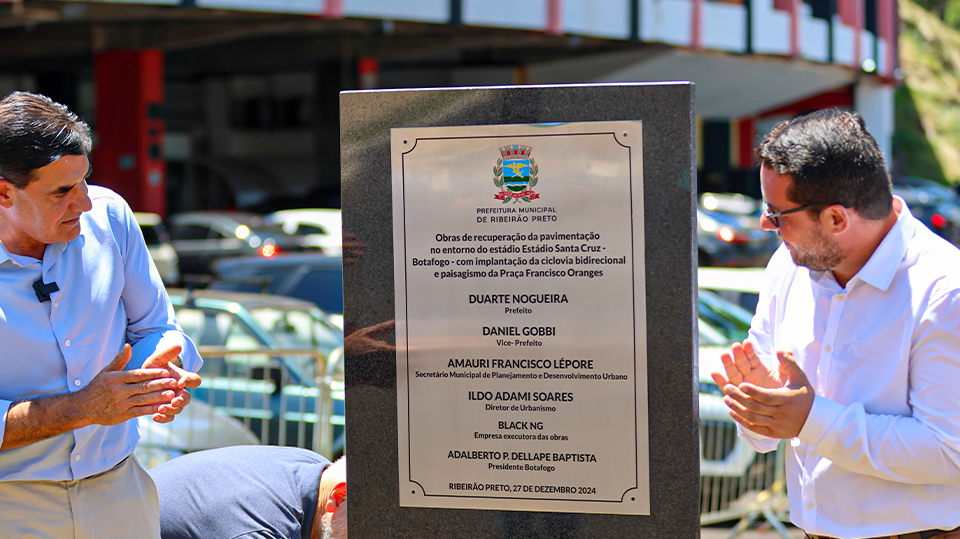 PREFEITURA MUNICIPAL
DE RIBEIRÃO PRETO
Obras de recuperação da pavimentação
no entorno do estádio Estádio Santa Cruz -
Botafogo - com implantação da ciclovia bidirecional
e paisagismo da Praça Francisco Oranges
DUARTE NOGUEIRA
Prefeito
DANIEL GOBBI
Vice- Prefeito
AMAURI FRANCISCO LÉPORE
Secretário Municipal de Planejamento e Desenvolvimento Urbano
ILDO ADAMI SOARES
Diretor de Urbanismo
BLACK NG
Empresa executora das obras
ADALBERTO P. DELLAPE BAPTISTA
Presidente Botafogo
RIBEIRÃO PRETO, 27 DE DEZEMBRO 2024